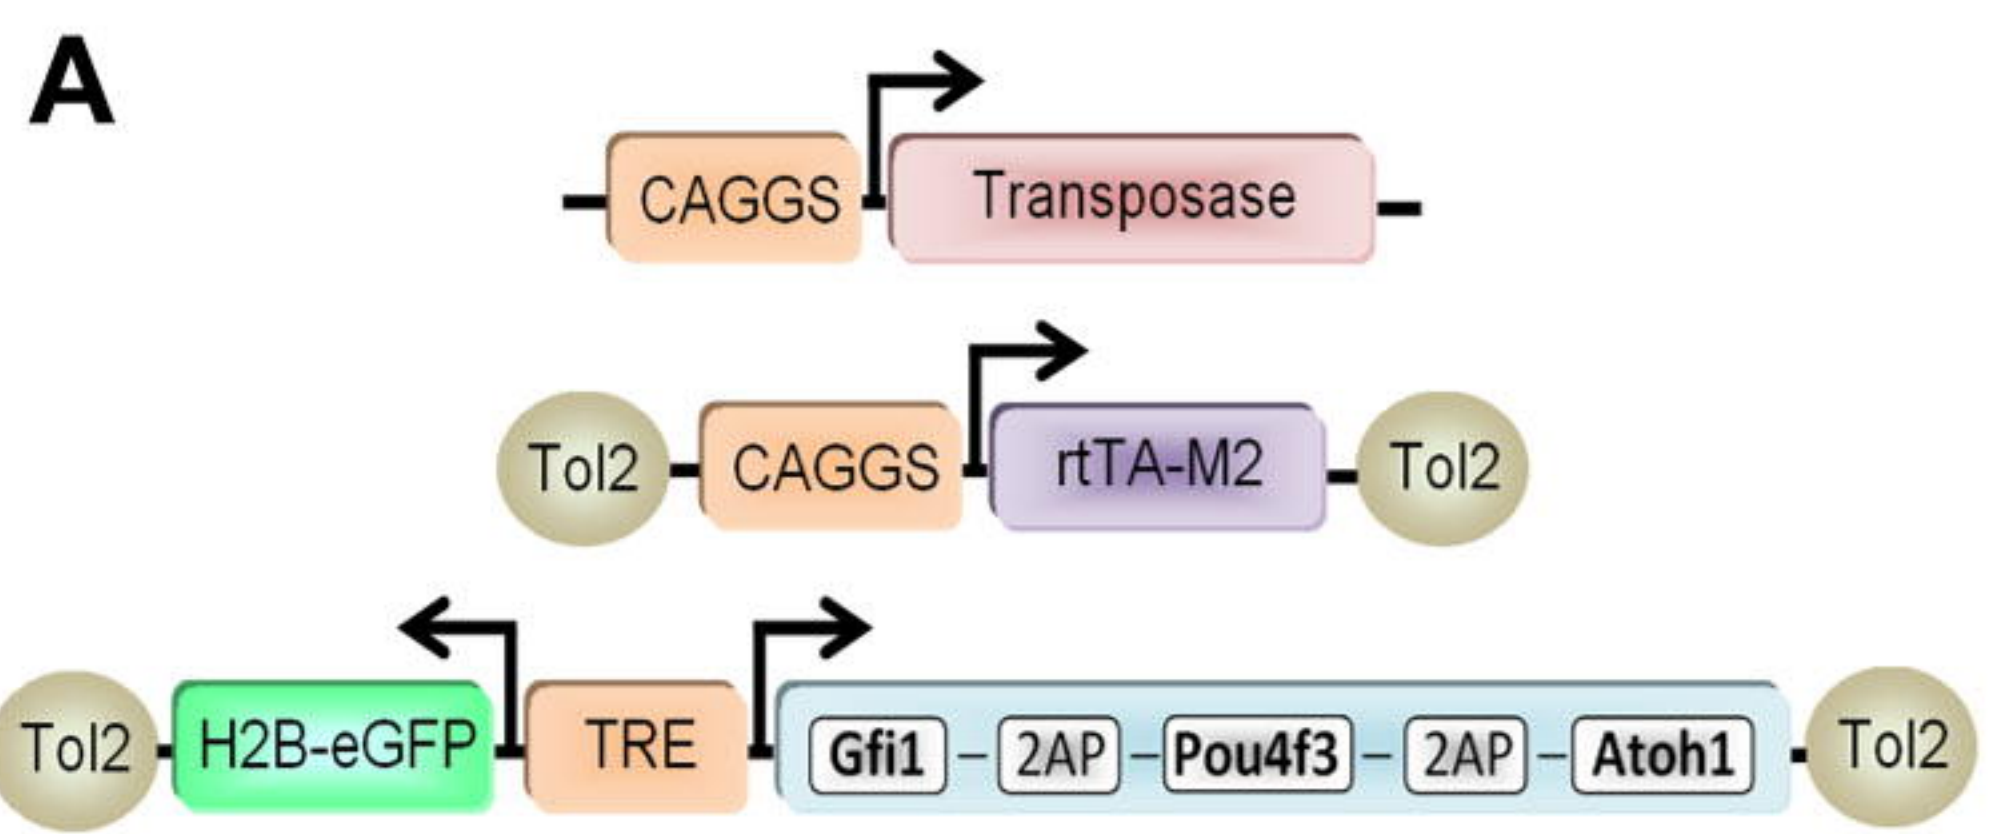 A
CAGGS Transposase
Tol2 CAGGS rtTA-M2 Tol2
Tol2 H2B-eGFP TRE Gfi1 – 2AP – Pou4f3 – 2AP – Atoh1 Tol2